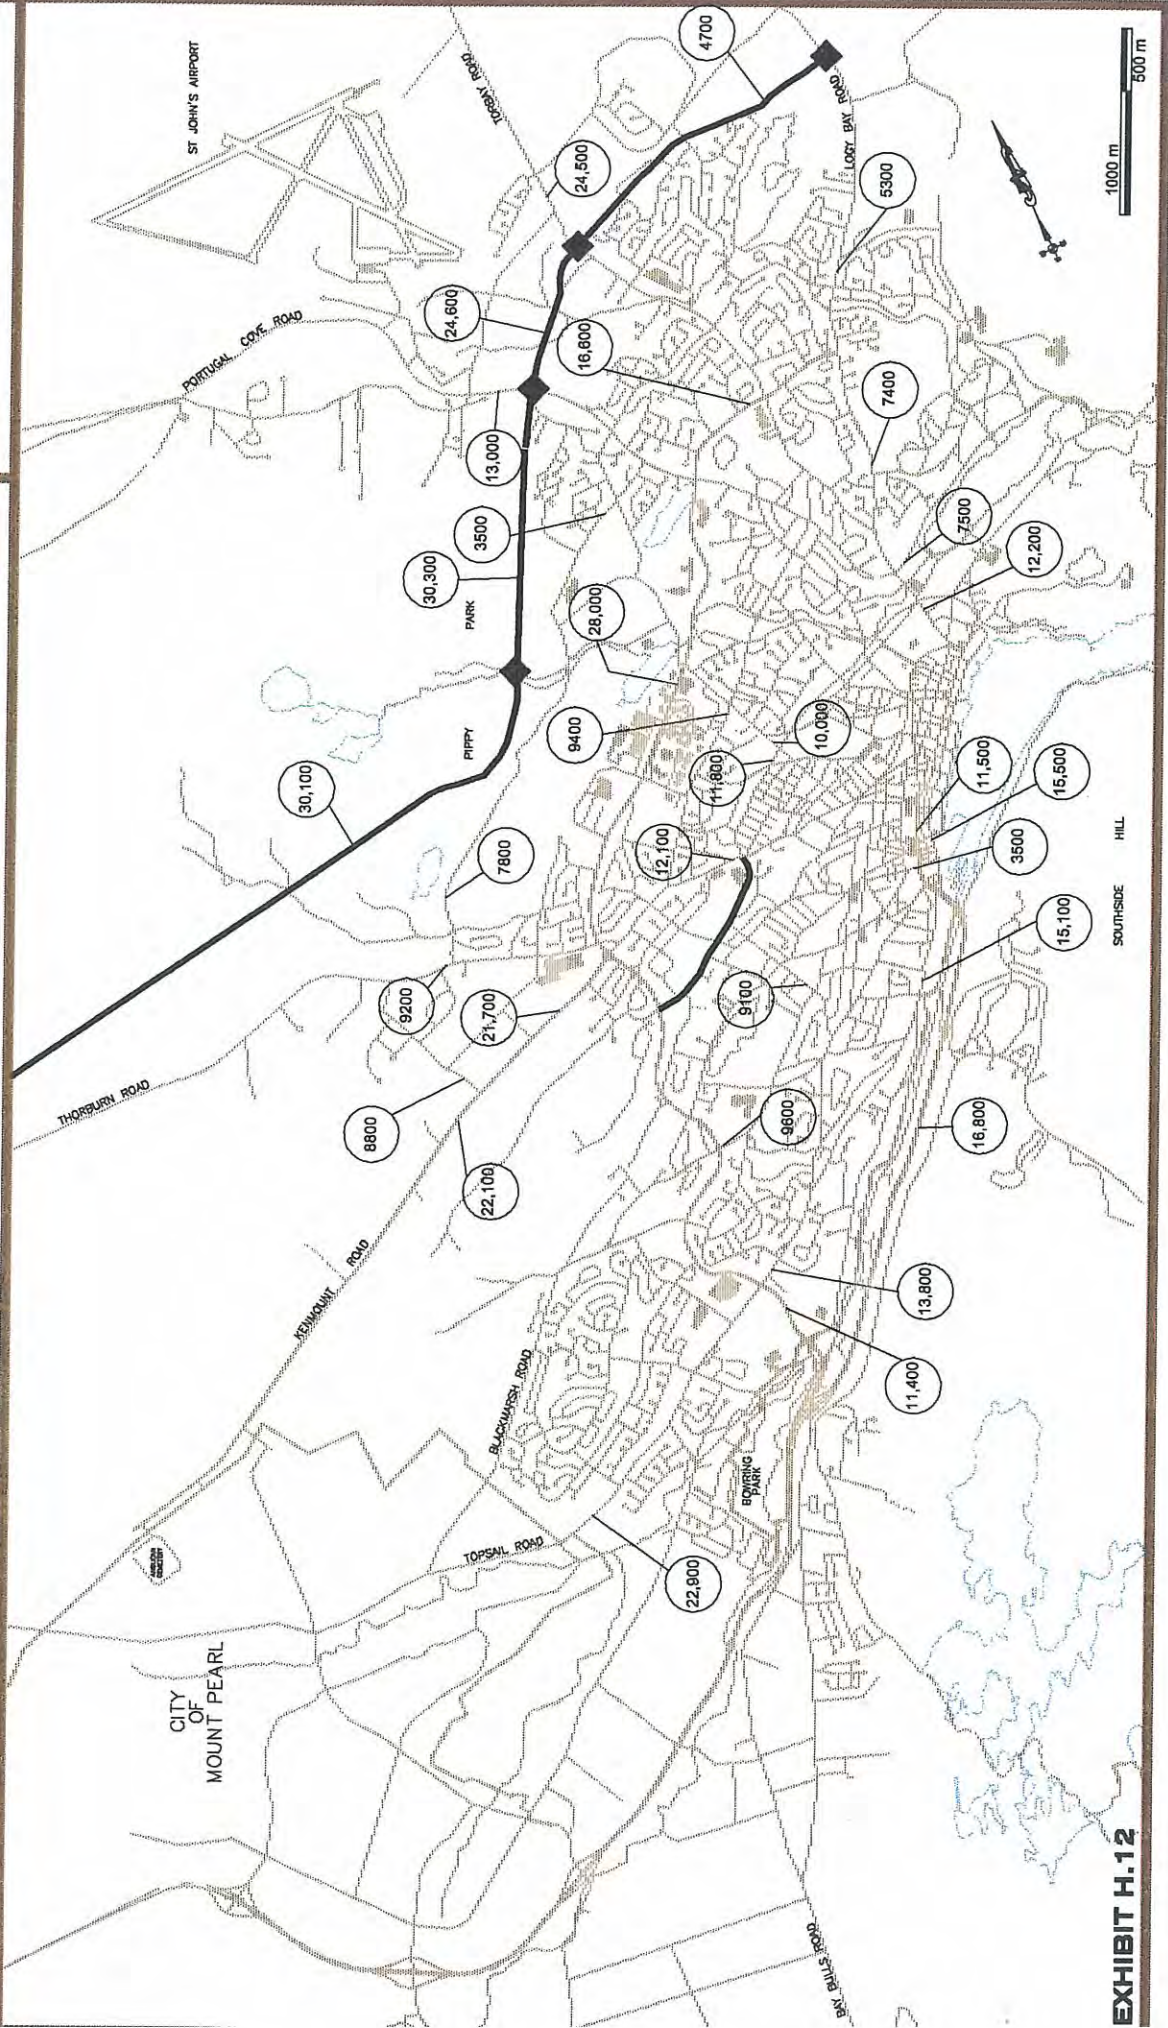 ST JOHN'S AIRPORT
TORBAY ROAD
4700
24,500
LOGY BAY ROAD
5300
1000 m
500 m
PORTUGAL COVE ROAD
24,600
16,600
7400
13,000
3500
30,300
PARK
28,000
7500
12,200
PIPPY
9400
10,000
11,800
11,500
15,500
30,100
7800
12,100
3500
HILL
SOUTHSIDE
15,100
9200
21,700
9100
THORBURN ROAD
8800
22,100
9600
16,800
KENMOUNT ROAD
13,800
11,400
BLACKMARSH ROAD
BOWRING
PARK
TOPSAIL ROAD
22,900
CITY
OF
MOUNT PEARL
BAY BULLS ROAD
EXHIBIT H.12